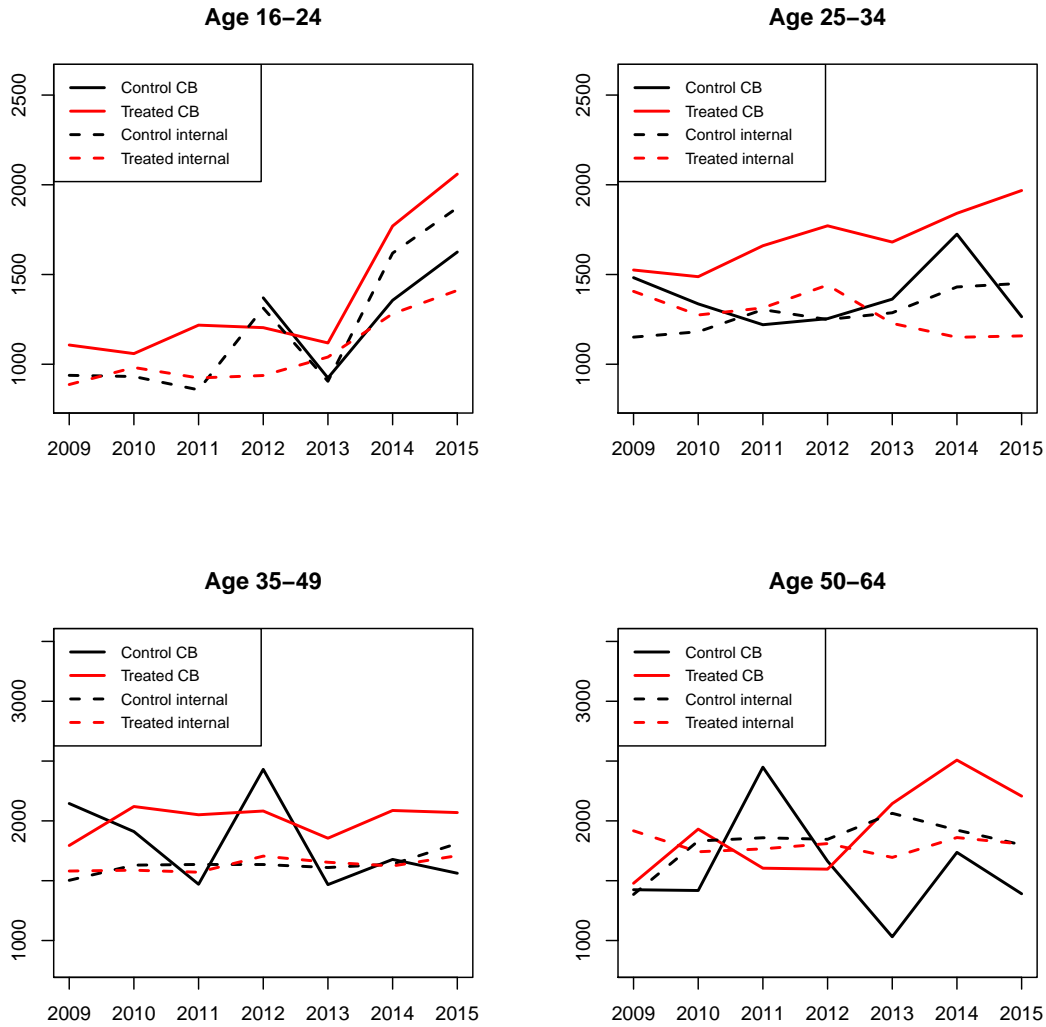 Age 16−24
2500
2000
1500
1000
Control CB
Treated CB
Control internal
Treated internal
2009 2010 2011 2012 2013 2014 2015
Age 25−34
2500
2000
1500
1000
Control CB
Treated CB
Control internal
Treated internal
2009 2010 2011 2012 2013 2014 2015
Age 35−49
3000
2000
1000
Control CB
Treated CB
Control internal
Treated internal
2009 2010 2011 2012 2013 2014 2015
Age 50−64
3000
2000
1000
Control CB
Treated CB
Control internal
Treated internal
2009 2010 2011 2012 2013 2014 2015